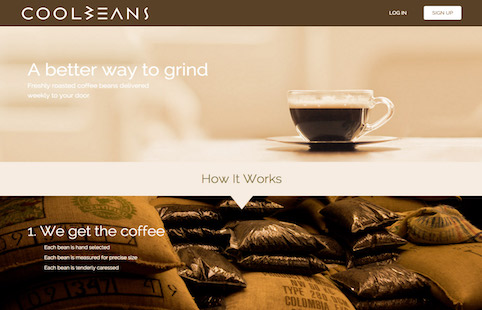 COOLBEANS
LOG IN
SIGN UP
A better way to grind
Freshly roasted coffee beans delivered
weekly to your door.
How It Works
1. We get the coffee
Each bean is hand selected
Each bean is measured for precise size
Each bean is tenderly caressed
TYPE
COLOMBIA